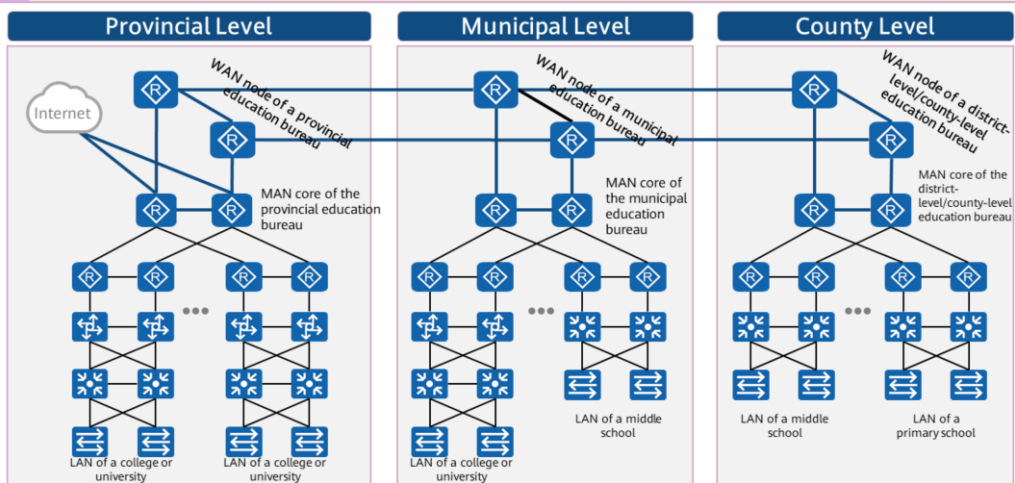 Provincial Level
Municipal Level
County Level
Internet
R
WAN node of a provincial
education bureau
R
R
R
MAN core of the
provincial education
bureau
R
R
R
R
...
LAN of a college or
university
LAN of a college or
university
R
WAN node of a municipal
education bureau
R
R
R
MAN core of
the municipal
education
bureau
R
R
R
R
...
LAN of a college or
university
LAN of a middle
school
R
WAN node of a district-
level/county-level
education bureau
R
R
R
MAN core of the
district-
level/county-level
education bureau
R
R
R
R
...
LAN of a middle
school
LAN of a
primary school